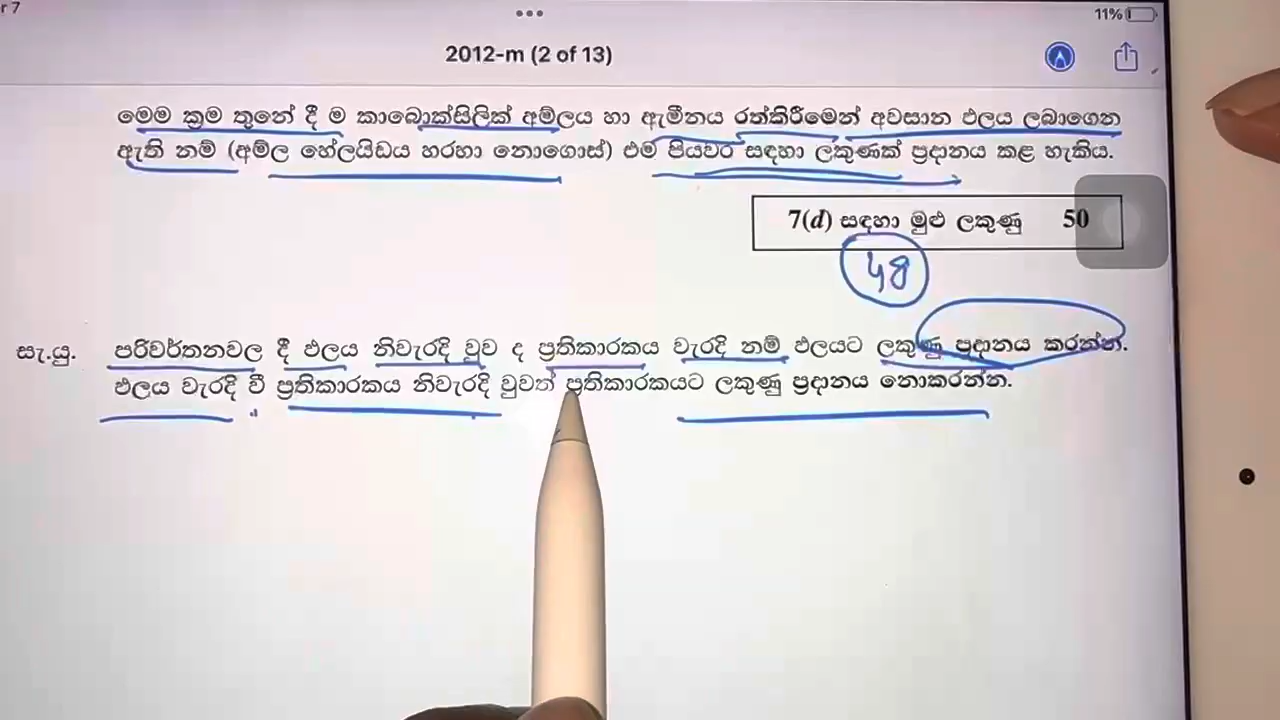 r 7
11%
2012-m (2 of 13)
මෙම ක්‍රම තුනේ දී ම කාබොක්සිලික් අම්ලය හා ඇමීනය රත්කිරීමෙන් අවසාන ඵලය ලබාගෙන
ඇති නම් (අම්ල හේලයිඩය හරහා නොගොස්) එම පියවර සඳහා ලකුණක් ප්‍රදානය කළ හැකිය.
7(d) සඳහා මුළු ලකුණු 50
48
සැ.යු. පරිවර්තනවල දී ඵලය නිවැරදි වුව ද ප්‍රතිකාරකය වැරදි නම් ඵලයට ලකුණු ප්‍රදානය කරන්න.
ඵලය වැරදි වී ප්‍රතිකාරකය නිවැරදි වුවත් ප්‍රතිකාරකයට ලකුණු ප්‍රදානය නොකරන්න.